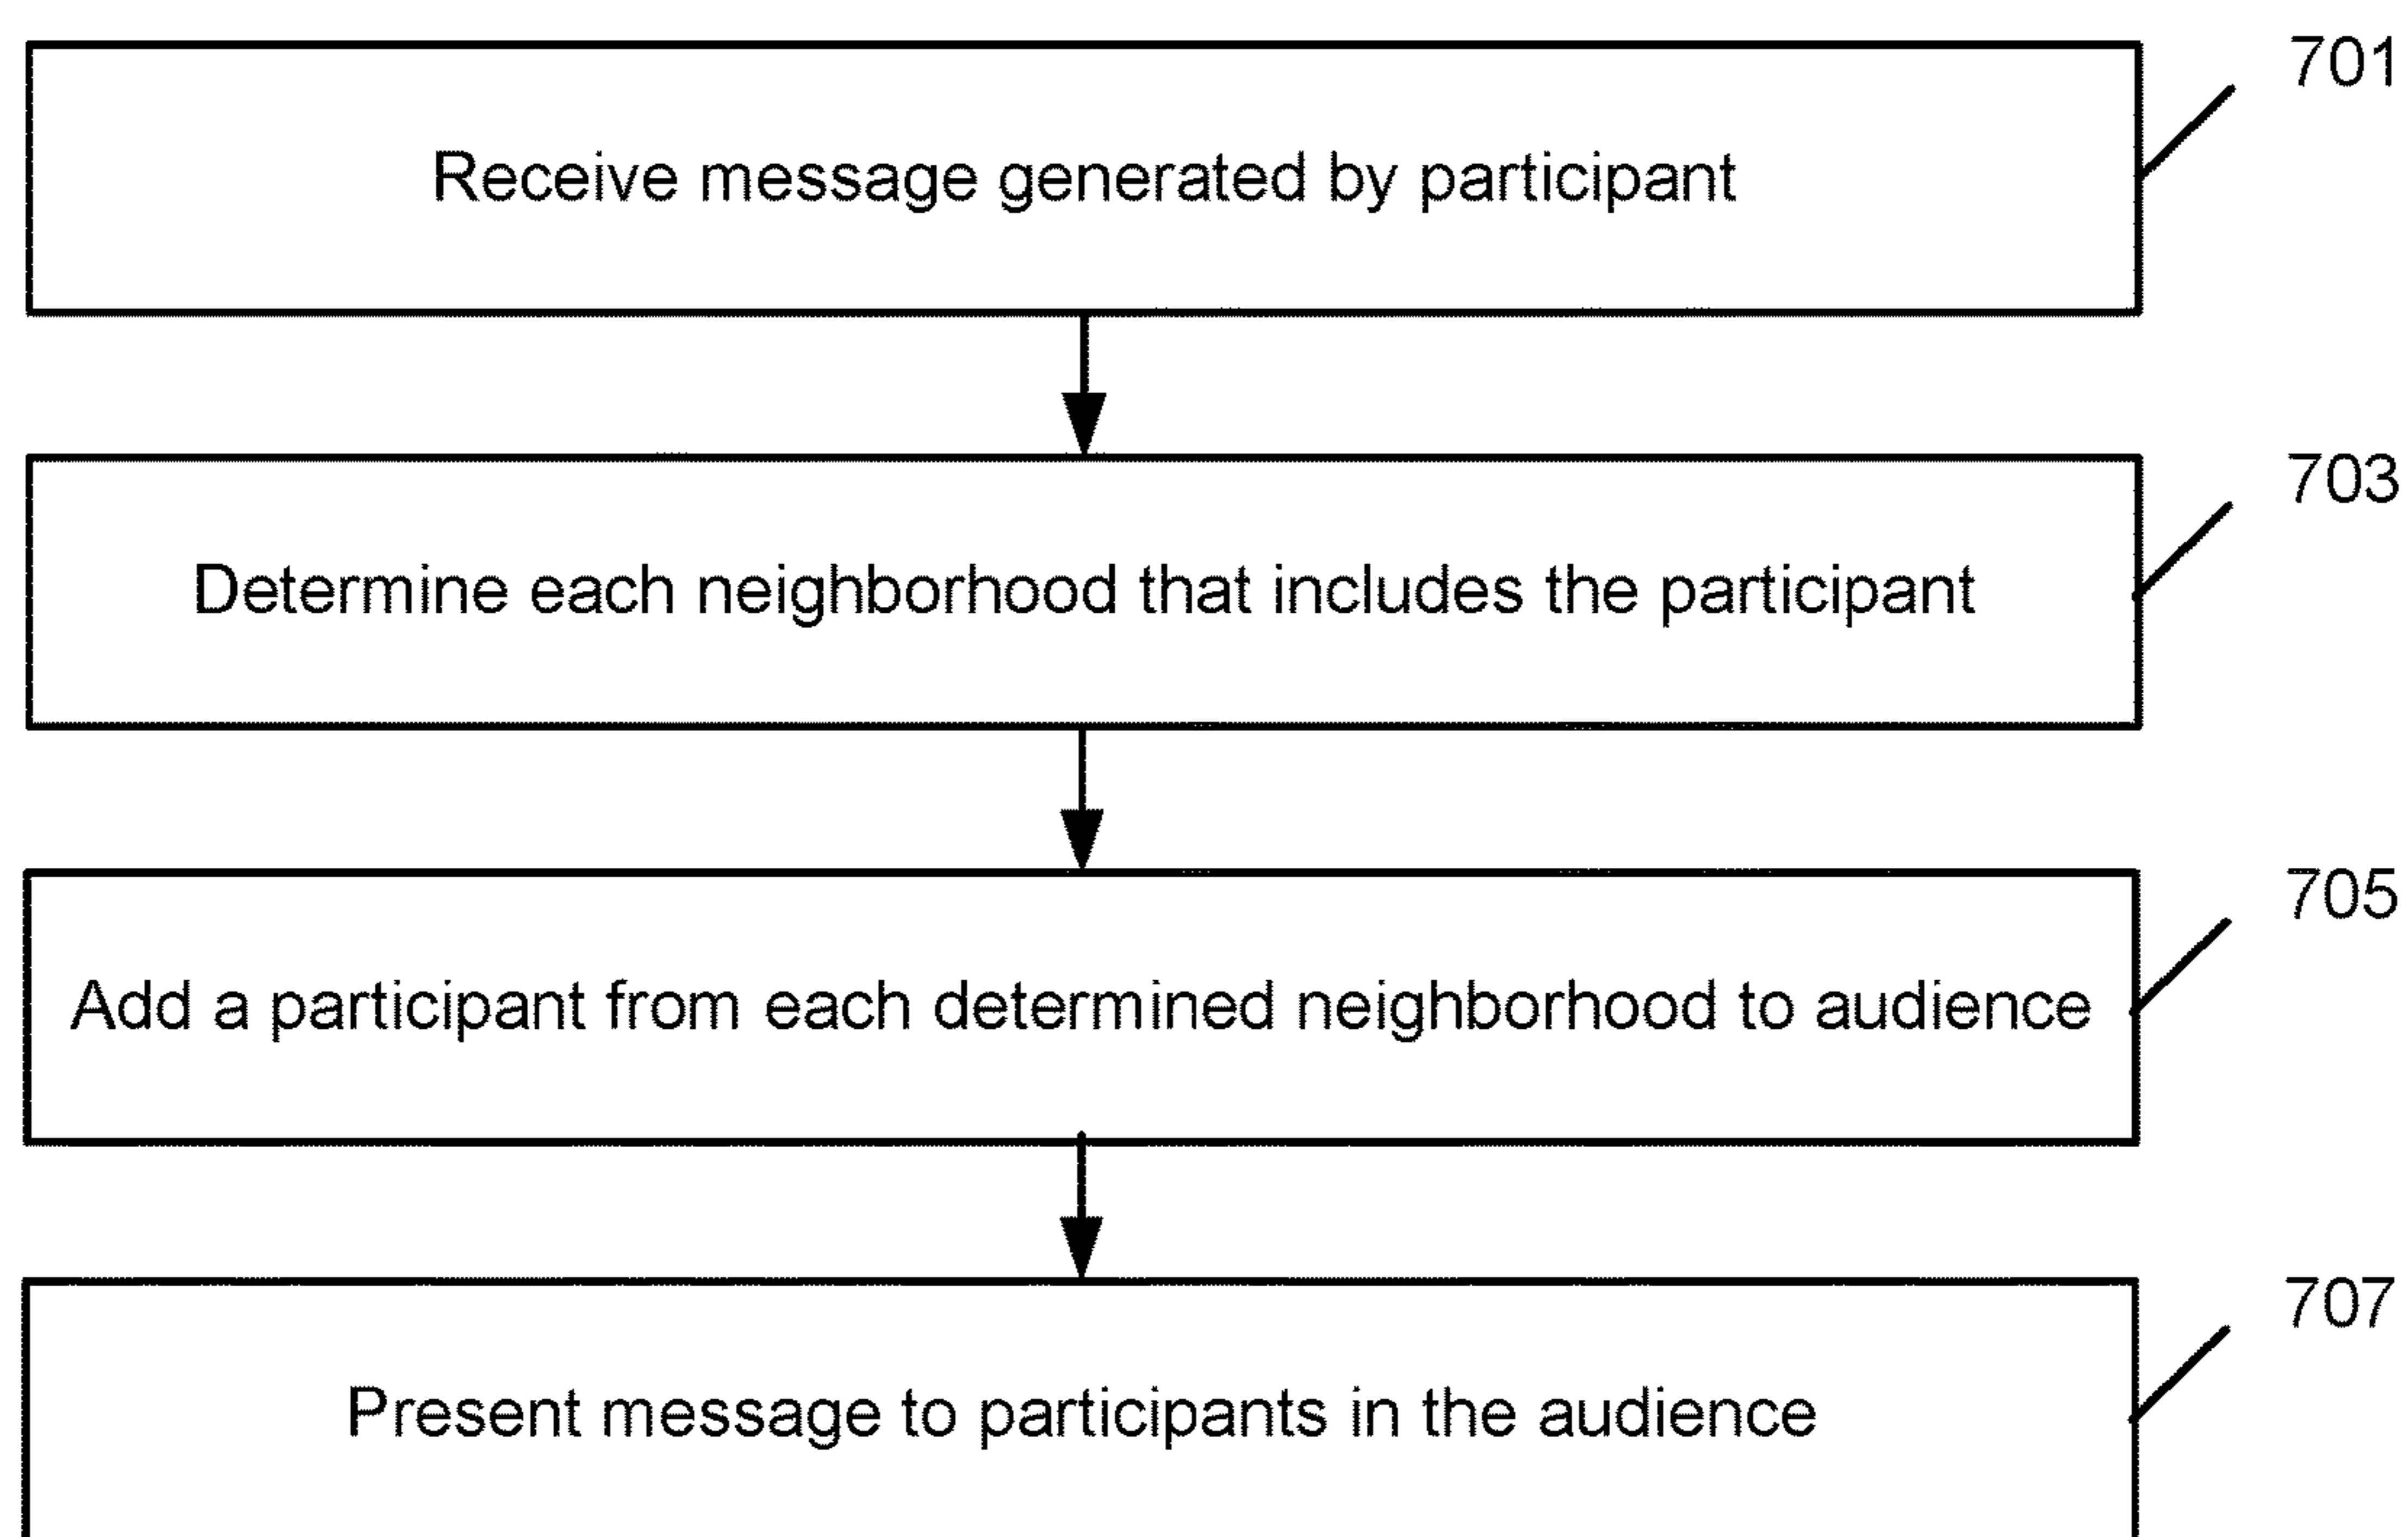 701
Receive message generated by participant
703
Determine each neighborhood that includes the participant
705
Add a participant from each determined neighborhood to audience
707
Present message to participants in the audience